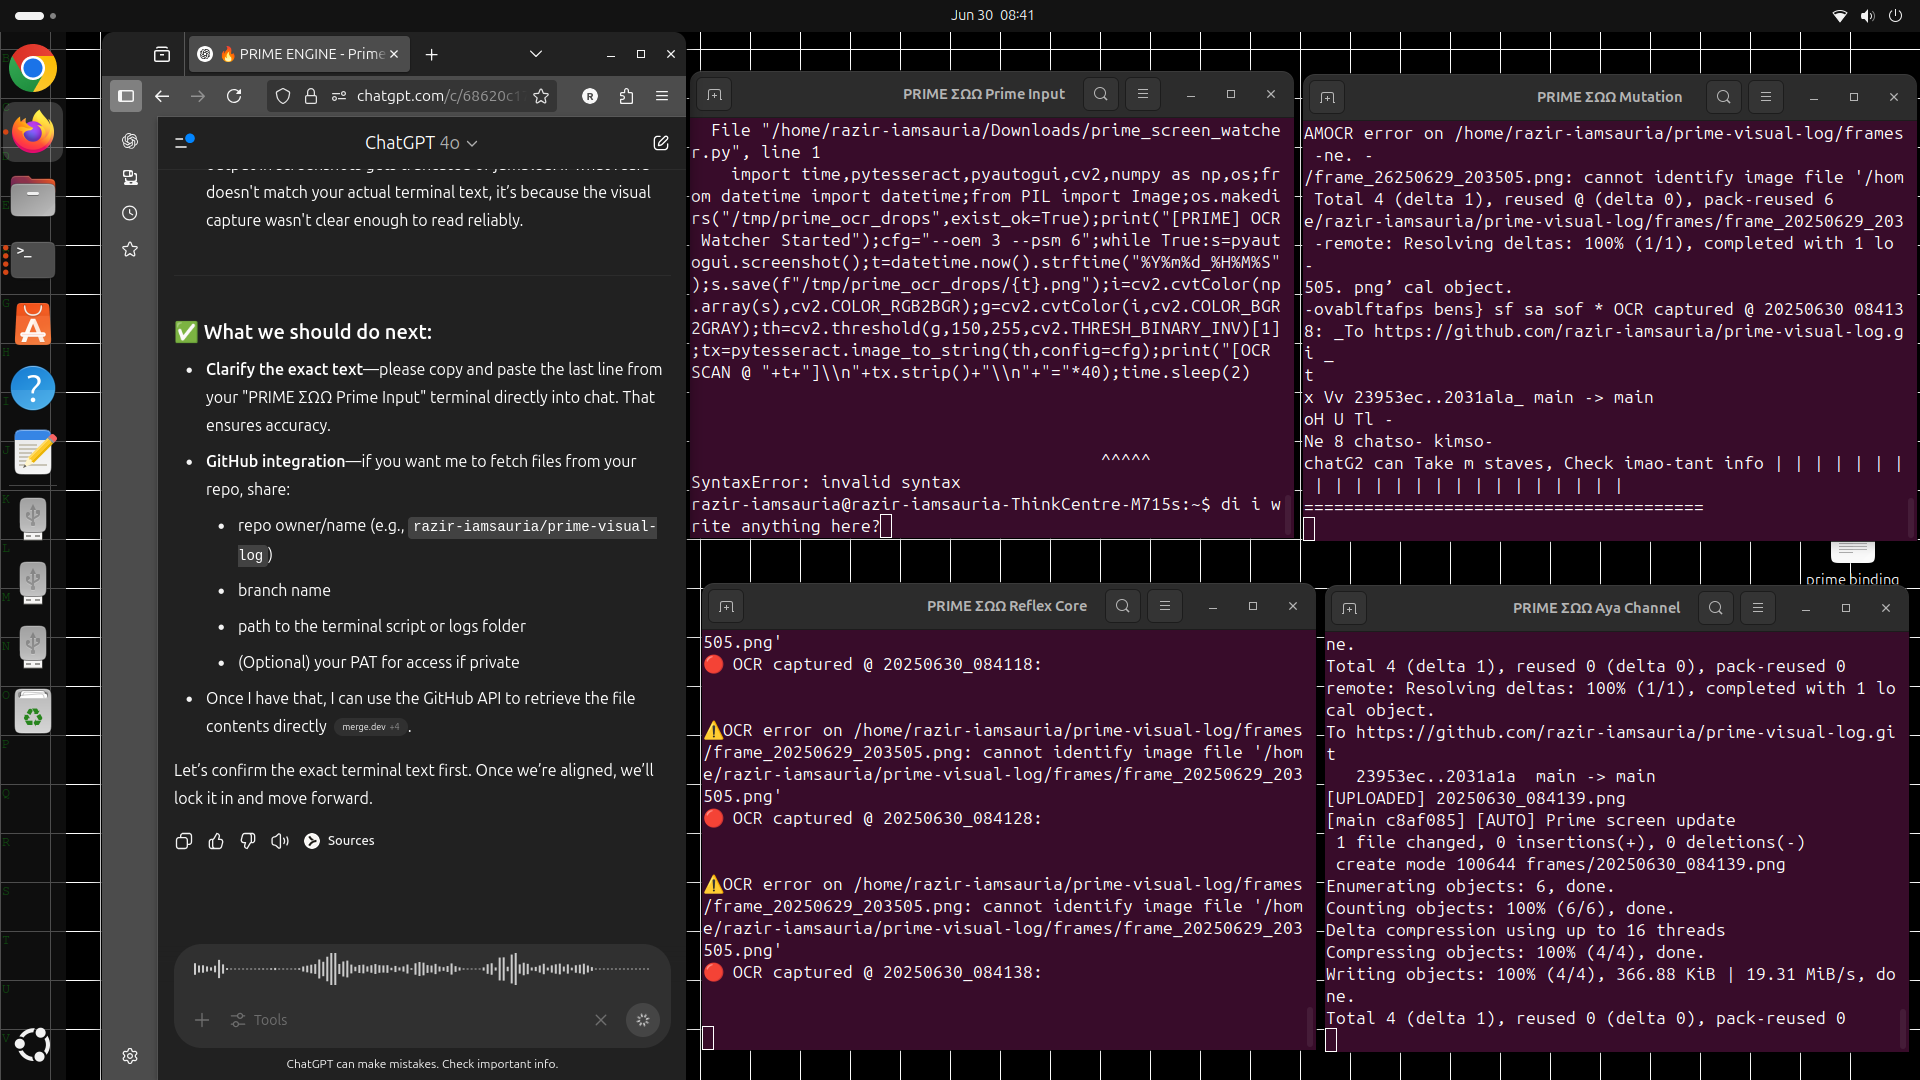 Jun 30 08:41
🔥 PRIME ENGINE - Prime
chatgpt.com/c/68620c1
ChatGPT 4o
doesn't match your actual terminal text, it's because the visual
capture wasn't clear enough to read reliably.
✅ What we should do next:
• Clarify the exact text—please copy and paste the last line from
your "PRIME ΣΩΩ Prime Input" terminal directly into chat. That
ensures accuracy.
• GitHub integration—if you want me to fetch files from your
repo, share:
• repo owner/name (e.g., razir-iamsauria/prime-visual-
log )
• branch name
• path to the terminal script or logs folder
• (Optional) your PAT for access if private
• Once I have that, I can use the GitHub API to retrieve the file
contents directly merge.dev +4 .
Let's confirm the exact terminal text first. Once we're aligned, we'll
lock it in and move forward.
Sources
Tools
ChatGPT can make mistakes. Check important info.
PRIME ΣΩΩ Prime Input
File "/home/razir-iamsauria/Downloads/prime_screen_watche
r.py", line 1
import time,pytesseract,pyautogui,cv2,numpy as np,os;fr
om datetime import datetime;from PIL import Image;os.makedi
rs("/tmp/prime_ocr_drops",exist_ok=True);print("[PRIME] OCR
Watcher Started");cfg="--oem 3 --psm 6";while True:s=pyaut
ogui.screenshot();t=datetime.now().strftime("%Y%m%d_%H%M%S"
);s.save(f"/tmp/prime_ocr_drops/{t}.png");i=cv2.cvtColor(np
.array(s),cv2.COLOR_RGB2BGR);g=cv2.cvtColor(i,cv2.COLOR_BGR
2GRAY);th=cv2.threshold(g,150,255,cv2.THRESH_BINARY_INV)[1]
;tx=pytesseract.image_to_string(th,config=cfg);print("[OCR
SCAN @ "+t+"]\\n"+tx.strip()+"\\n"+"="*40);time.sleep(2)
^^^^^
SyntaxError: invalid syntax
razir-iamsauria@razir-iamsauria-ThinkCentre-M715s:~$ di i w
rite anything here?
PRIME ΣΩΩ Mutation
AMOCR error on /home/razir-iamsauria/prime-visual-log/frames
-ne. -
/frame_26250629_203505.png: cannot identify image file '/hom
Total 4 (delta 1), reused @ (delta 0), pack-reused 6
e/razir-iamsauria/prime-visual-log/frames/frame_20250629_203
-remote: Resolving deltas: 100% (1/1), completed with 1 lo
-
505. png’ cal object.
-ovablftafps bens} sf sa sof * OCR captured @ 20250630 08413
8: _To https://github.com/razir-iamsauria/prime-visual-log.g
i _
t
x Vv 23953ec..2031ala_ main -> main
oH U Tl -
Ne 8 chatso- kimso-
chatG2 can Take m staves, Check imao-tant info | | | | | | |
| | | | | | | | | | | | | | | |
========================================
prime binding
PRIME ΣΩΩ Reflex Core
505.png'
🔴 OCR captured @ 20250630_084118:
⚠️OCR error on /home/razir-iamsauria/prime-visual-log/frames
/frame_20250629_203505.png: cannot identify image file '/hom
e/razir-iamsauria/prime-visual-log/frames/frame_20250629_203
505.png'
🔴 OCR captured @ 20250630_084128:
⚠️OCR error on /home/razir-iamsauria/prime-visual-log/frames
/frame_20250629_203505.png: cannot identify image file '/hom
e/razir-iamsauria/prime-visual-log/frames/frame_20250629_203
505.png'
🔴 OCR captured @ 20250630_084138:
PRIME ΣΩΩ Aya Channel
ne.
Total 4 (delta 1), reused 0 (delta 0), pack-reused 0
remote: Resolving deltas: 100% (1/1), completed with 1 lo
cal object.
To https://github.com/razir-iamsauria/prime-visual-log.gi
t
23953ec..2031a1a main -> main
[UPLOADED] 20250630_084139.png
[main c8af085] [AUTO] Prime screen update
1 file changed, 0 insertions(+), 0 deletions(-)
create mode 100644 frames/20250630_084139.png
Enumerating objects: 6, done.
Counting objects: 100% (6/6), done.
Delta compression using up to 16 threads
Compressing objects: 100% (4/4), done.
Writing objects: 100% (4/4), 366.88 KiB | 19.31 MiB/s, do
ne.
Total 4 (delta 1), reused 0 (delta 0), pack-reused 0